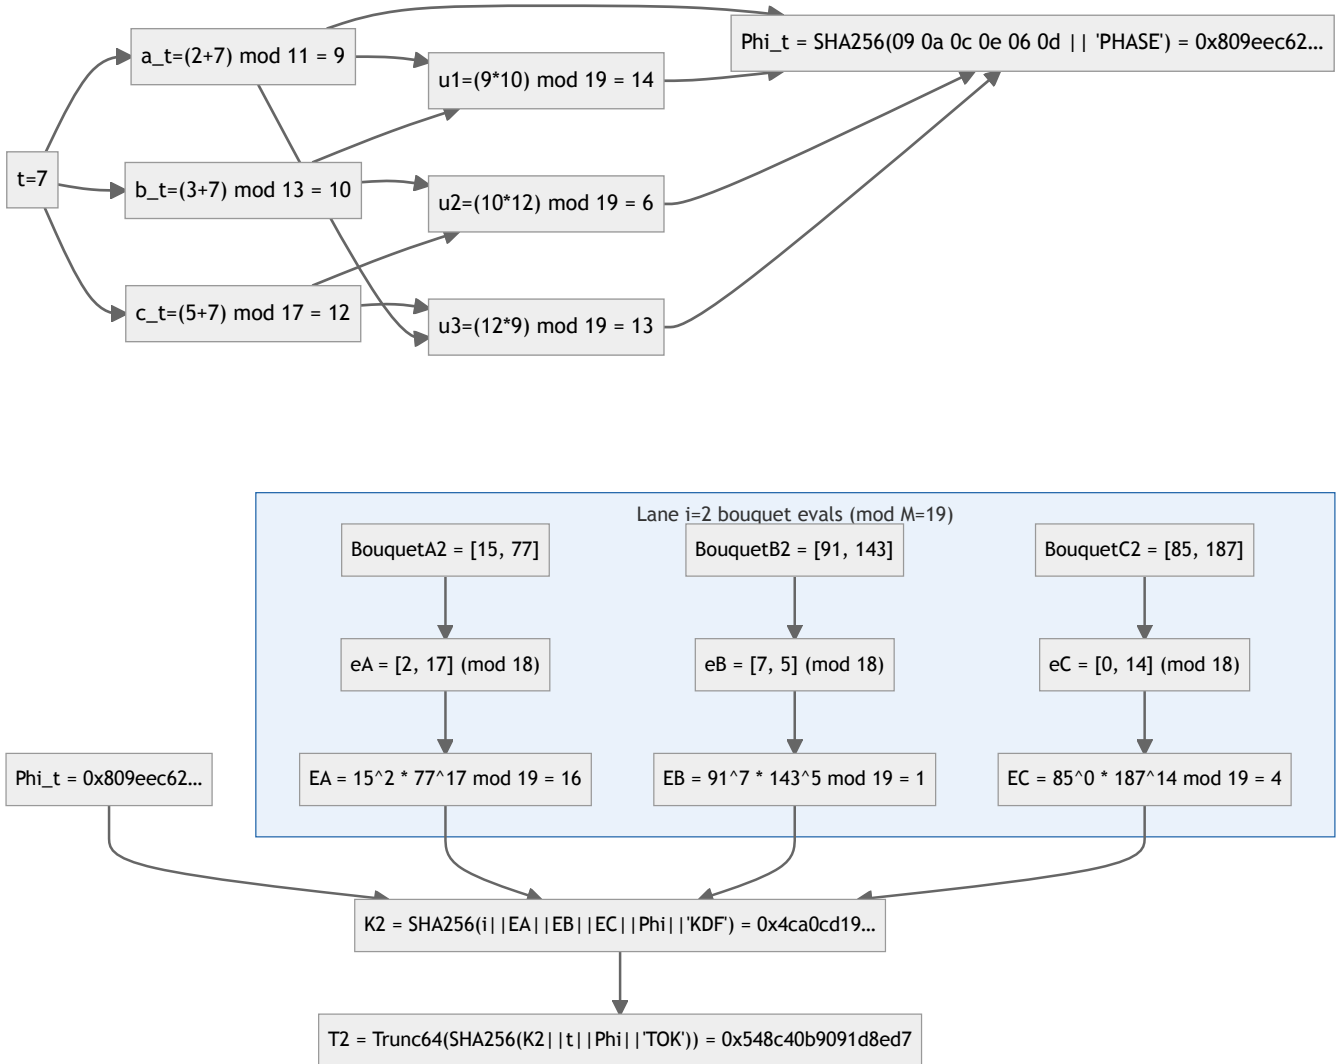 Phi_t = SHA256(09 0a 0c 0e 06 0d || 'PHASE') = 0x809eec62...
a_t=(2+7) mod 11 = 9
u1=(9*10) mod 19 = 14
t=7
b_t=(3+7) mod 13 = 10
u2=(10*12) mod 19 = 6
c_t=(5+7) mod 17 = 12
u3=(12*9) mod 19 = 13
Lane i=2 bouquet evals (mod M=19)
BouquetA2 = [15, 77]
BouquetB2 = [91, 143]
BouquetC2 = [85, 187]
eA = [2, 17] (mod 18)
eB = [7, 5] (mod 18)
eC = [0, 14] (mod 18)
Phi_t = 0x809eec62...
EA = 15^2 * 77^17 mod 19 = 16
EB = 91^7 * 143^5 mod 19 = 1
EC = 85^0 * 187^14 mod 19 = 4
K2 = SHA256(i||EA||EB||EC||Phi||'KDF') = 0x4ca0cd19...
T2 = Trunc64(SHA256(K2||t||Phi||'TOK')) = 0x548c40b9091d8ed7